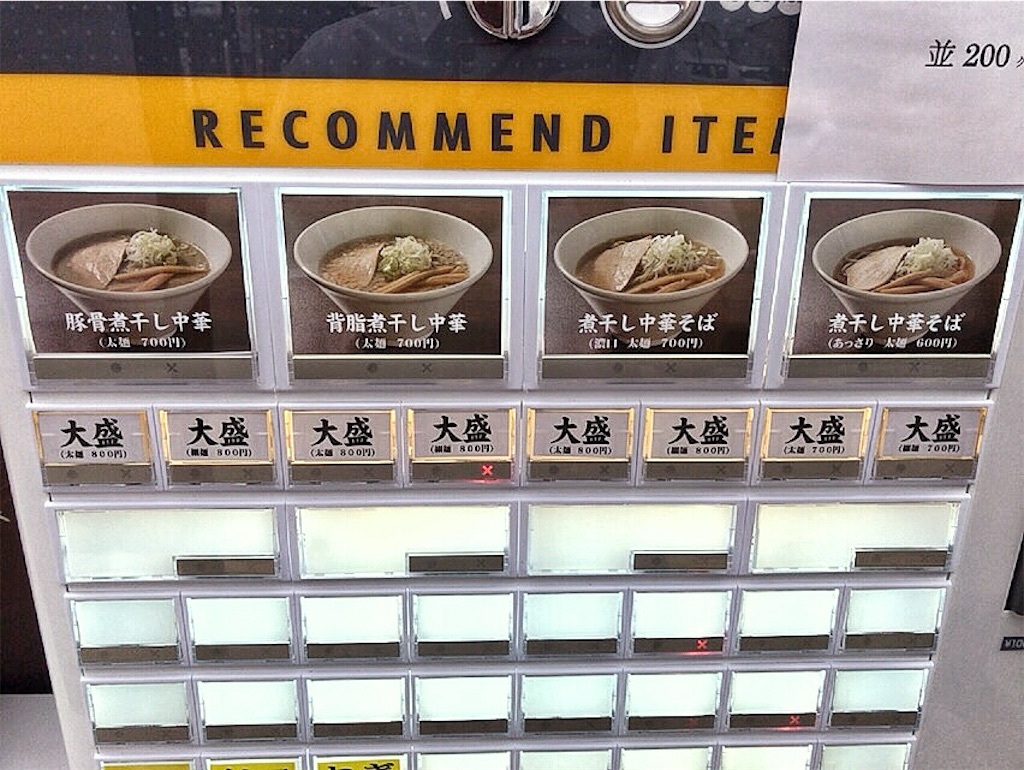 並 200
RECOMMEND ITE
豚骨煮干し中華
(太麺 700円)
背脂煮干し中華
(太麺 700円)
煮干し中華そば
(濃口 太麺 700円)
煮干し中華そば
(あっさり 太麺 600円)
大盛
(太麺 800円)
大盛
(細麺 800円)
大盛
(太麺 800円)
大盛
(細麺 800円)
大盛
(太麺 800円)
大盛
(細麺 800円)
大盛
(太麺 700円)
大盛
(細麺 700円)